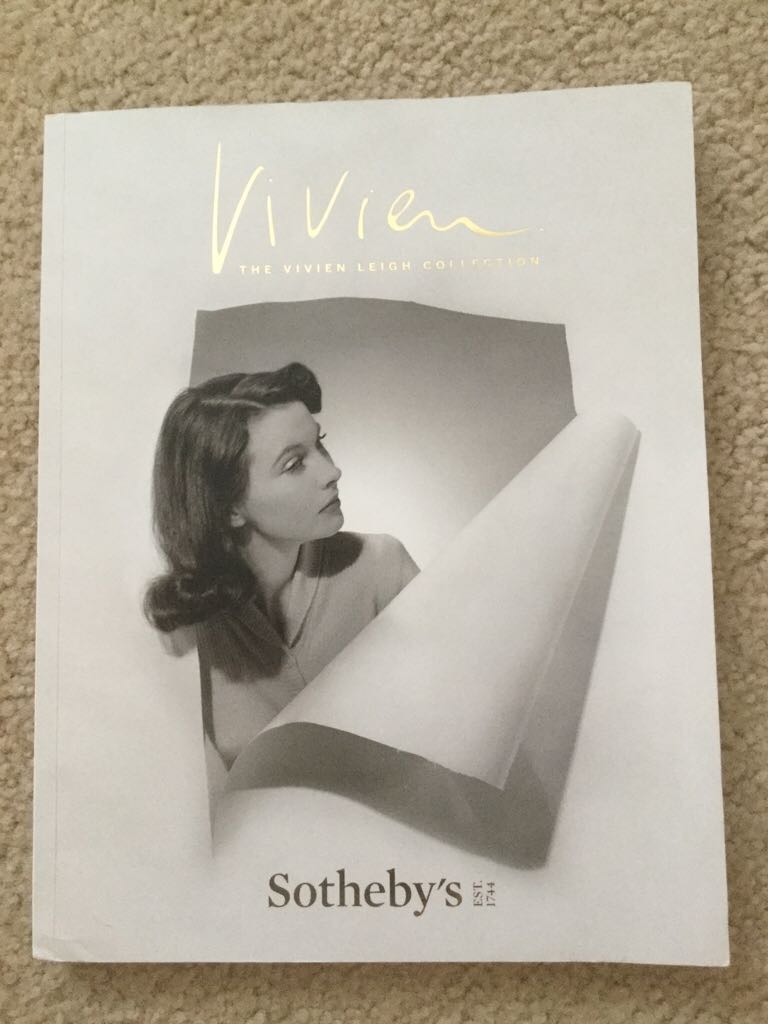 Vivien
THE VIVIEN LEIGH COLLECTION
Sotheby's EST. 1744